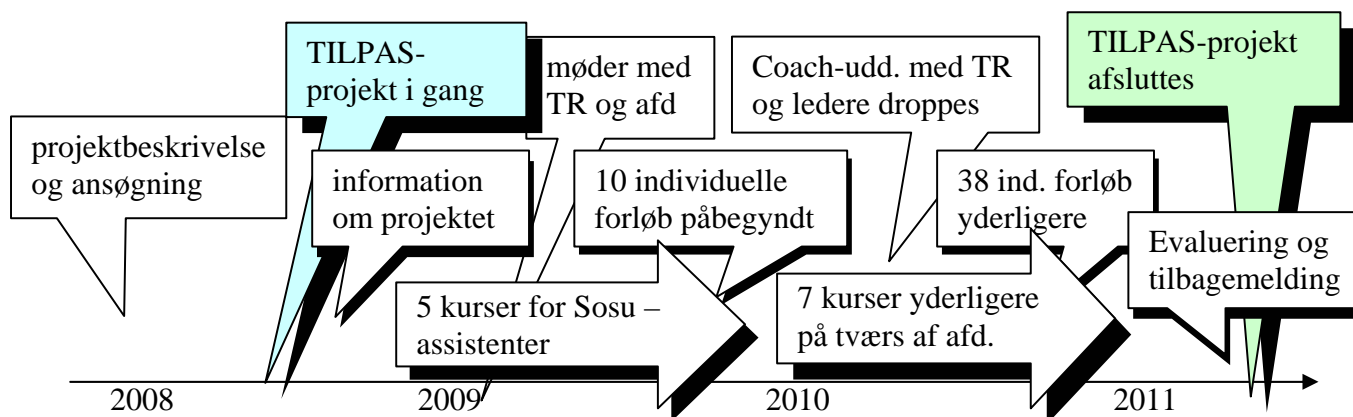 TILPAS-
projekt i gang
møder med
TR og afd
Coach-udd. med TR
og ledere droppes
TILPAS-projekt
afsluttes
projektbeskrivelse
og ansøgning
information
om projektet
10 individuelle
forløb påbegyndt
38 ind. forløb
yderligere
Evaluering og
tilbagemelding
5 kurser for Sosu –
assistenter
7 kurser yderligere
på tværs af afd.
2008
2009
2010
2011